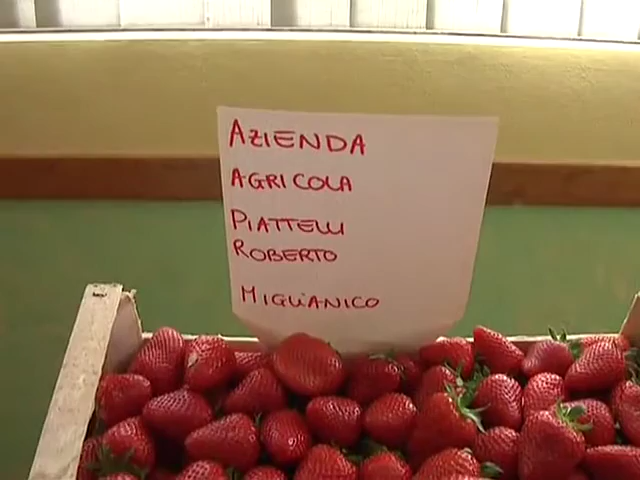 AZIENDA
AGRICOLA
PIATTELLI
ROBERTO
MIGLIANICO